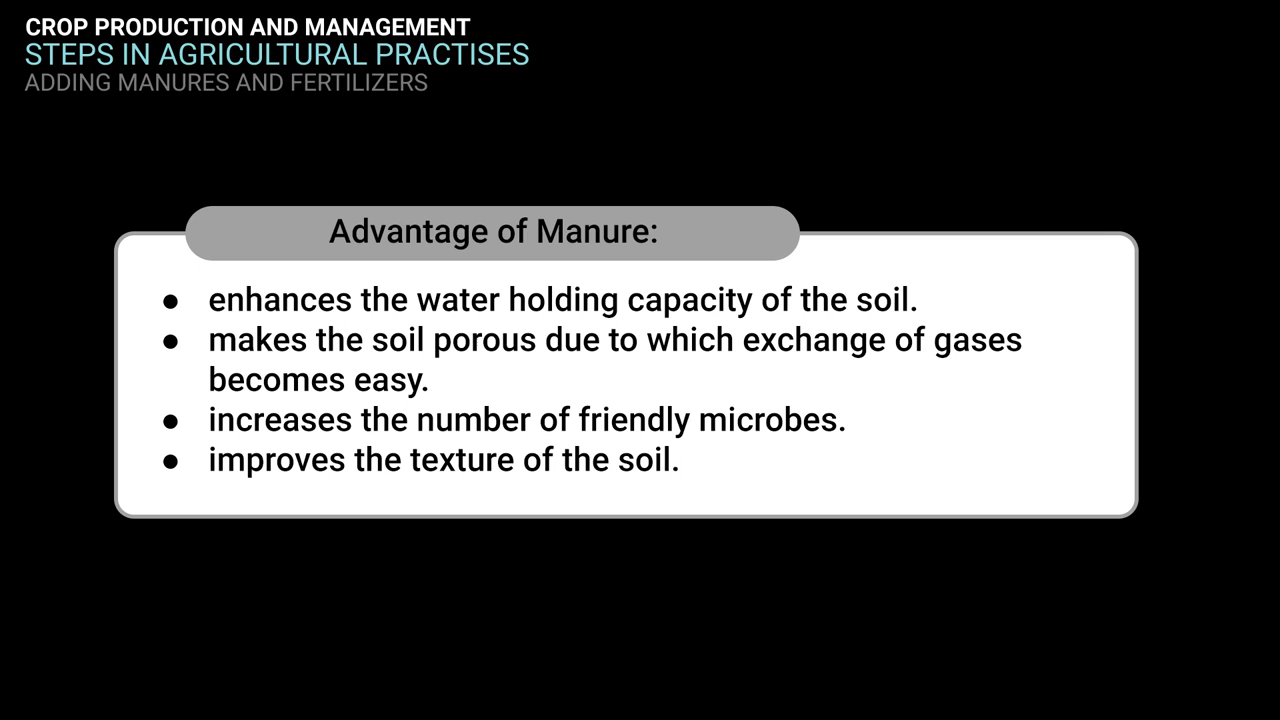 CROP PRODUCTION AND MANAGEMENT
STEPS IN AGRICULTURAL PRACTISES
ADDING MANURES AND FERTILIZERS
Advantage of Manure:
● enhances the water holding capacity of the soil.
● makes the soil porous due to which exchange of gases
becomes easy.
● increases the number of friendly microbes.
● improves the texture of the soil.